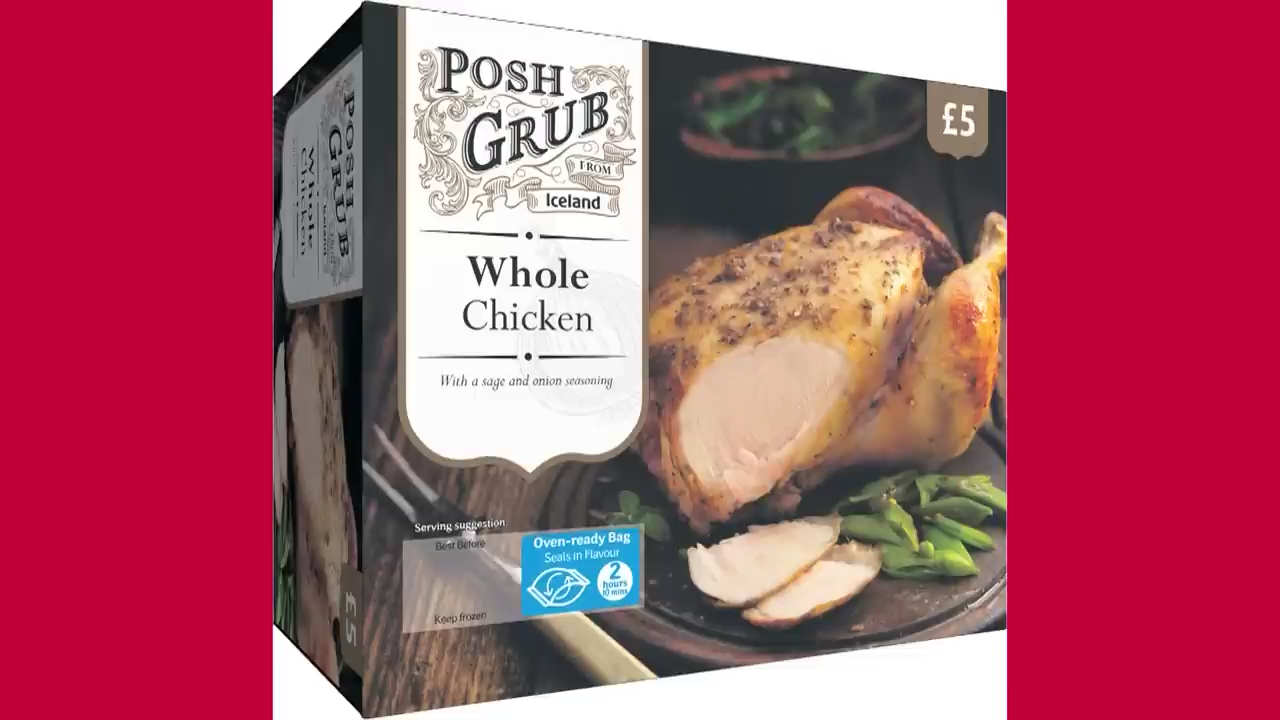 POSH
GRUB
FROM
Iceland
Whole
Chicken
With a sage and onion seasoning
£5
Serving suggestion
Best Before
Keep frozen
Oven-ready Bag
Seals in Flavour
2
hours
10 mins
POSH
GRUB
Whole
Chicken
£5